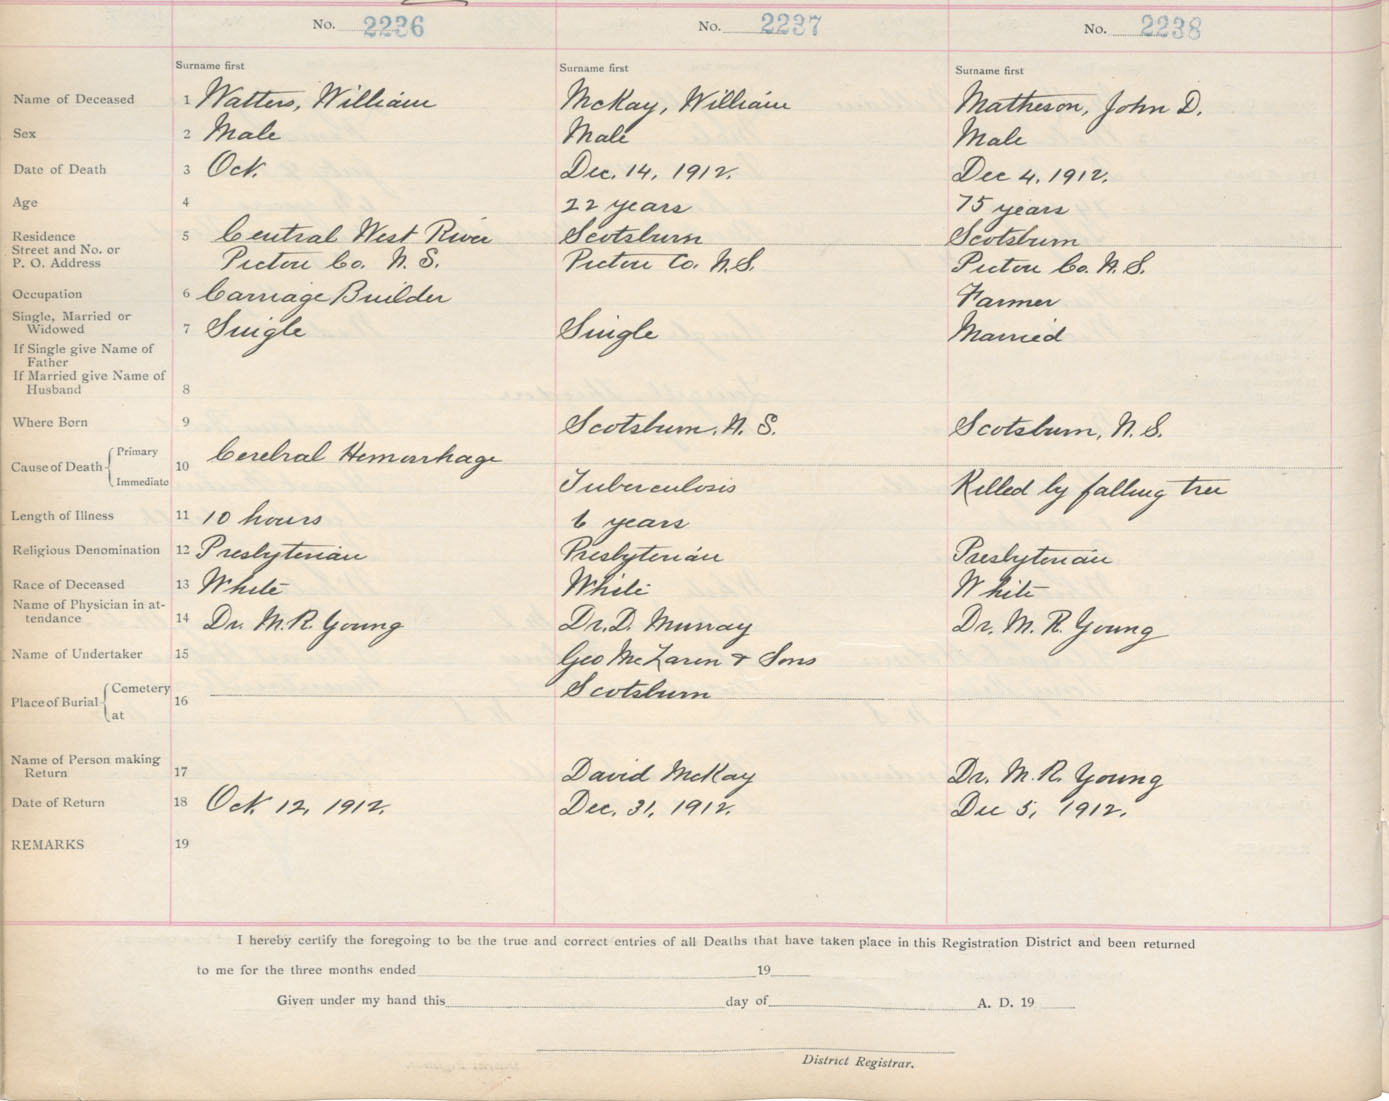 No. 2236 No. 2237 No. 2238
Surname first Surname first Surname first
Name of Deceased 1 Watters, William McKay, William Matheson, John D.
Sex 2 Male Male Male
Date of Death 3 Oct. Dec. 14, 1912. Dec 4, 1912.
Age 4 22 years 75 years
Residence 5 Central West River Scotsburn Scotsburn
Street and No. or
P. O. Address Pictou Co. N. S. Pictou Co. N.S. Pictou Co. N.S.
Occupation 6 Carriage Builder Farmer
Single, Married or
Widowed 7 Single Single Married
If Single give Name of
Father
If Married give Name of
Husband 8
Where Born 9 Scotsburn, N. S. Scotsburn, N.S.
Cause of Death Primary 10 Cerebral Hemorrhage
Immediate Tuberculosis Killed by falling tree
Length of Illness 11 10 hours 6 years
Religious Denomination 12 Presbyterian Presbyterian Presbyterian
Race of Deceased 13 White White White
Name of Physician in at-
tendance 14 Dr. M.R. Young Dr. D. Murray Dr. M. R. Young
Name of Undertaker 15 Geo McLaren & Sons
Place of Burial Cemetery 16 Scotsburn
at
Name of Person making
Return 17 David McKay Dr. M. R. Young
Date of Return 18 Oct. 12, 1912. Dec. 31, 1912. Dec 5, 1912.
REMARKS 19
I hereby certify the foregoing to be the true and correct entries of all Deaths that have taken place in this Registration District and been returned
to me for the three months ended 19
Given under my hand this day of A. D. 19
District Registrar.